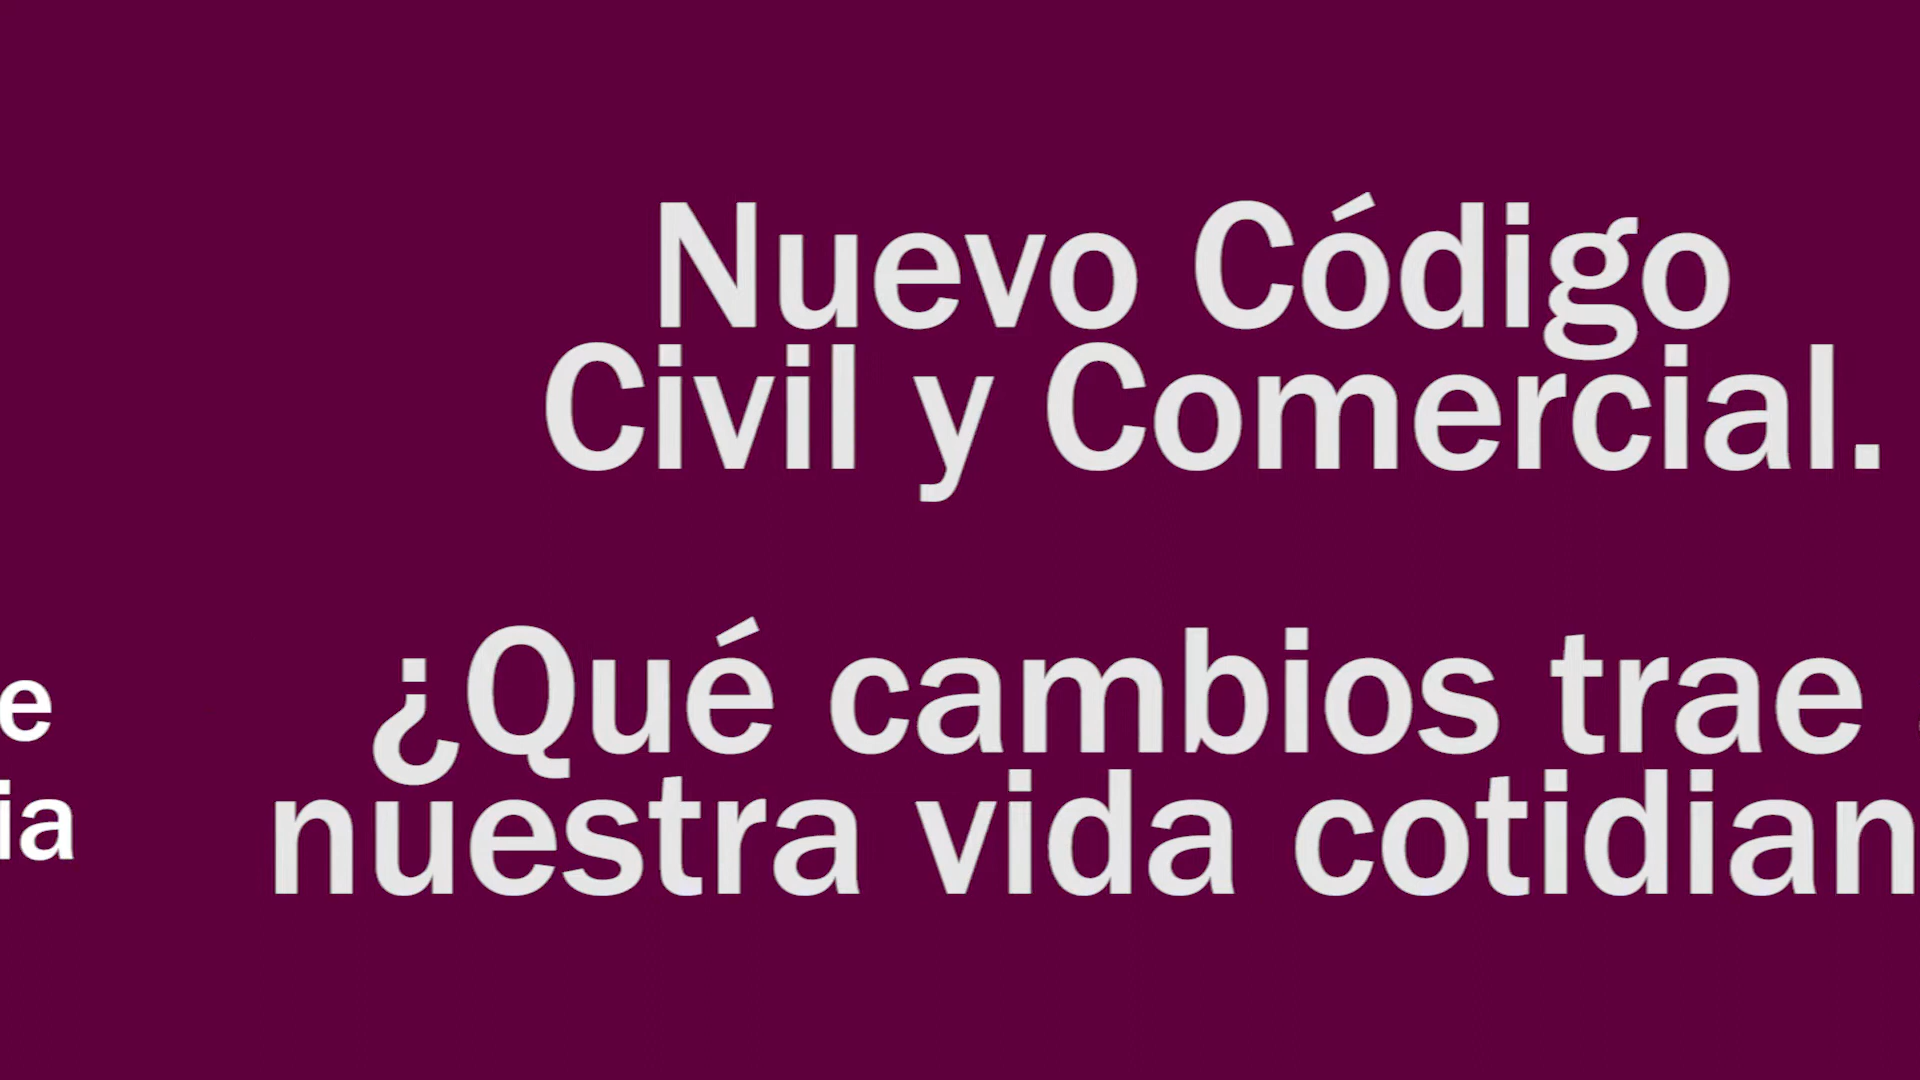 Nuevo Código
Civil y Comercial.
¿Qué cambios trae
nuestra vida cotidian
e
ia